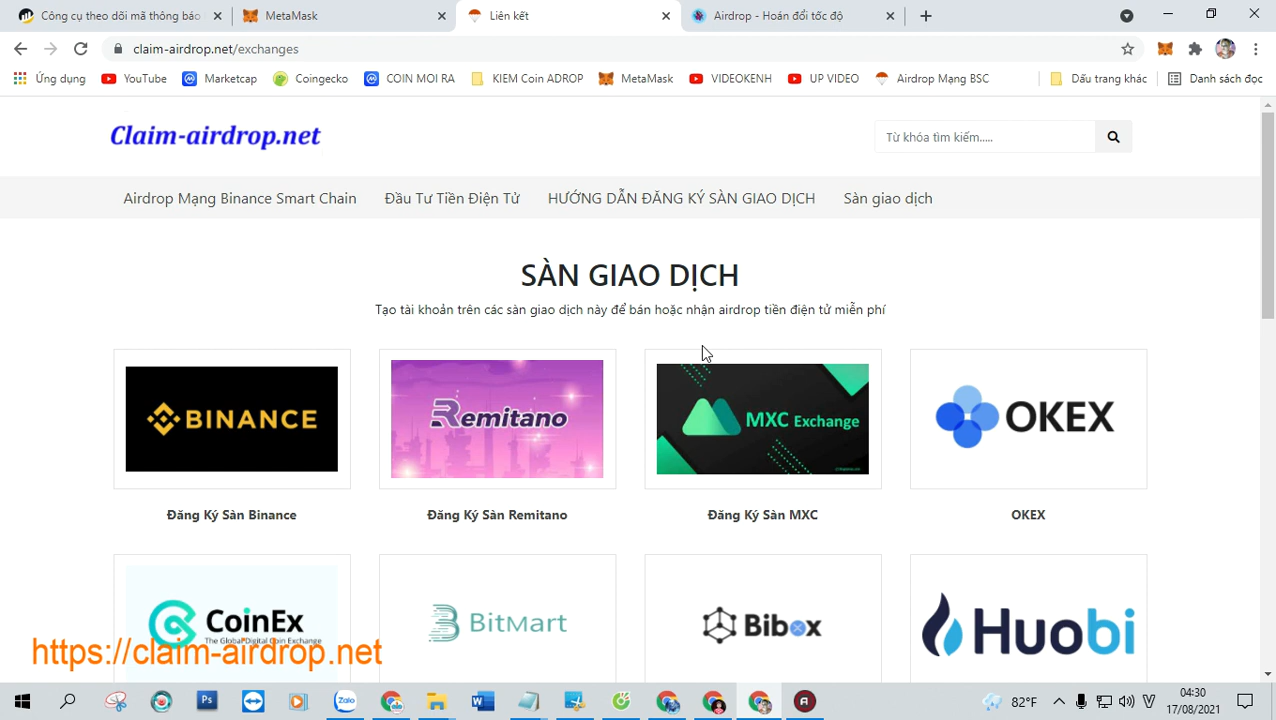 Công cụ theo dõi mã thông báo
MetaMask
Liên kết
Airdrop - Hoán đổi tốc độ
claim-airdrop.net/exchanges
Ứng dụng
YouTube
Marketcap
Coingecko
COIN MOI RA
KIEM Coin ADROP
MetaMask
VIDEOKENH
UP VIDEO
Airdrop Mạng BSC
Dấu trang khác
Danh sách đọc
Claim-airdrop.net
Từ khóa tìm kiếm.....
Airdrop Mạng Binance Smart Chain
Đầu Tư Tiền Điện Tử
HƯỚNG DẪN ĐĂNG KÝ SÀN GIAO DỊCH
Sàn giao dịch
SÀN GIAO DỊCH
Tạo tài khoản trên các sàn giao dịch này để bán hoặc nhận airdrop tiền điện tử miễn phí
BINANCE
Remitano
MXC Exchange
OKEX
Đăng Ký Sàn Binance
Đăng Ký Sàn Remitano
Đăng Ký Sàn MXC
OKEX
CoinEx
The Global Digital Coin Exchange
BitMart
Bibox
Huobi
https://claim-airdrop.net
Ps
Zalo
82°F
04:30
17/08/2021